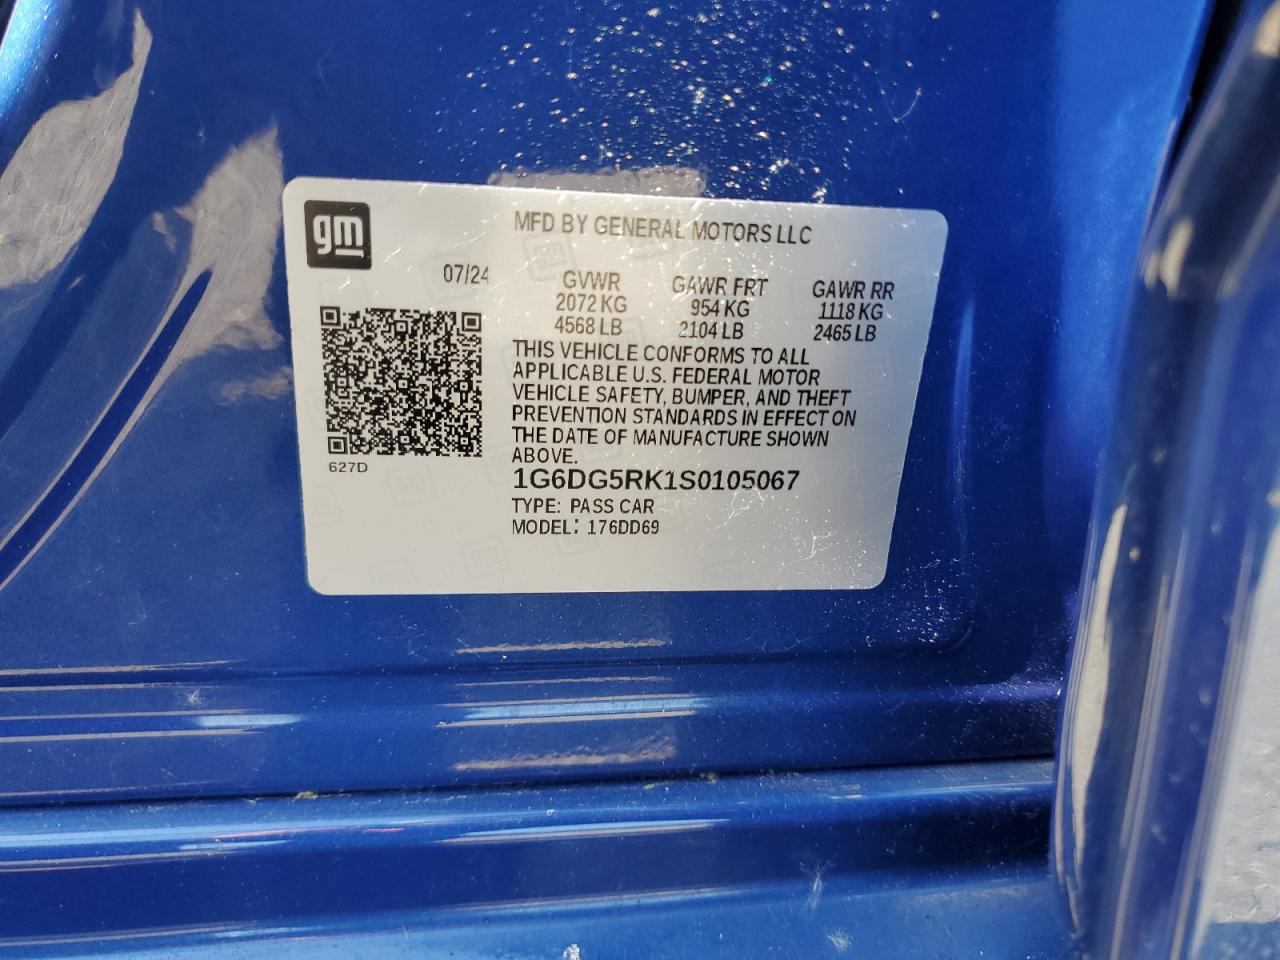 gm
MFD BY GENERAL MOTORS LLC
07/24
GVWR GAWR FRT GAWR RR
2072 KG 954 KG 1118 KG
4568 LB 2104 LB 2465 LB
THIS VEHICLE CONFORMS TO ALL
APPLICABLE U.S. FEDERAL MOTOR
VEHICLE SAFETY, BUMPER, AND THEFT
PREVENTION STANDARDS IN EFFECT ON
THE DATE OF MANUFACTURE SHOWN
ABOVE.
627D
1G6DG5RK1S0105067
TYPE: PASS CAR
MODEL: 176DD69